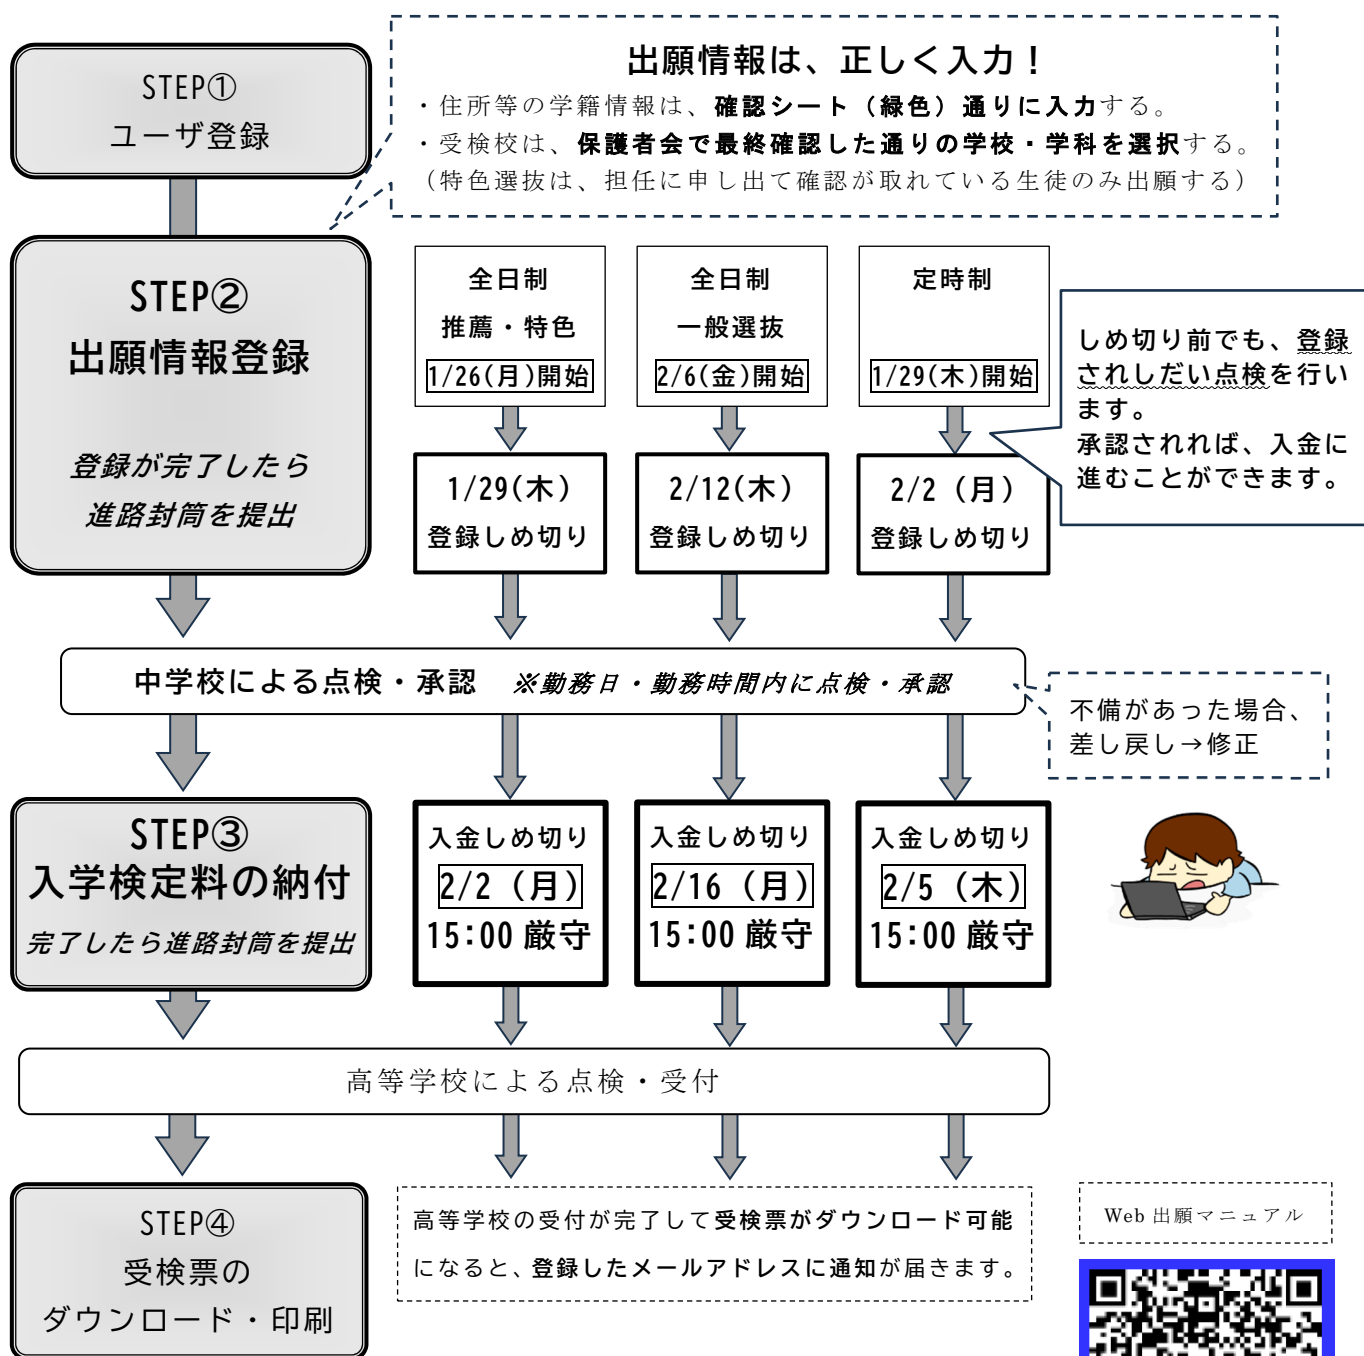 STEP①
ユーザ登録
出願情報は、正しく入力！
・住所等の学籍情報は、確認シート（緑色）通りに入力する。
・受検校は、保護者会で最終確認した通りの学校・学科を選択する。
（特色選抜は、担任に申し出て確認が取れている生徒のみ出願する）
STEP②
出願情報登録
登録が完了したら
進路封筒を提出
全日制
推薦・特色
1/26(月)開始
全日制
一般選抜
2/6(金)開始
定時制
1/29(木)開始
しめ切り前でも、登録
されしだい点検を行い
ます。
承認されれば、入金に
進むことができます。
1/29(木)
登録しめ切り
2/12(木)
登録しめ切り
2/2（月）
登録しめ切り
中学校による点検・承認　※勤務日・勤務時間内に点検・承認
不備があった場合、
差し戻し→修正
STEP③
入学検定料の納付
完了したら進路封筒を提出
入金しめ切り
2/2（月）
15:00 厳守
入金しめ切り
2/16（月）
15:00 厳守
入金しめ切り
2/5（木）
15:00 厳守
高等学校による点検・受付
STEP④
受検票の
ダウンロード・印刷
高等学校の受付が完了して受検票がダウンロード可能
になると、登録したメールアドレスに通知が届きます。
Web 出願マニュアル